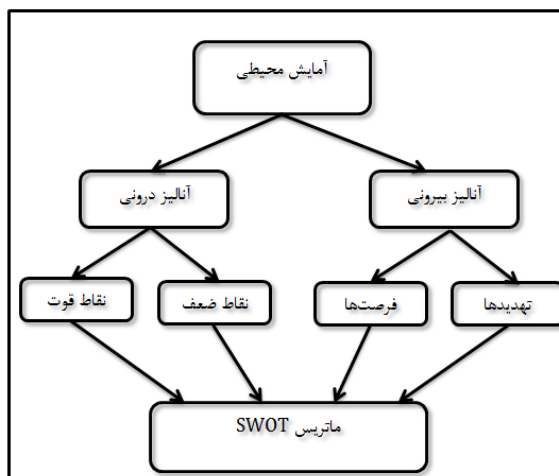 آمایش محیطی
آنالیز بیرونی
آنالیز درونی
تهدیدها
فرصت‌ها
نقاط ضعف
نقاط قوت
ماتریس SWOT